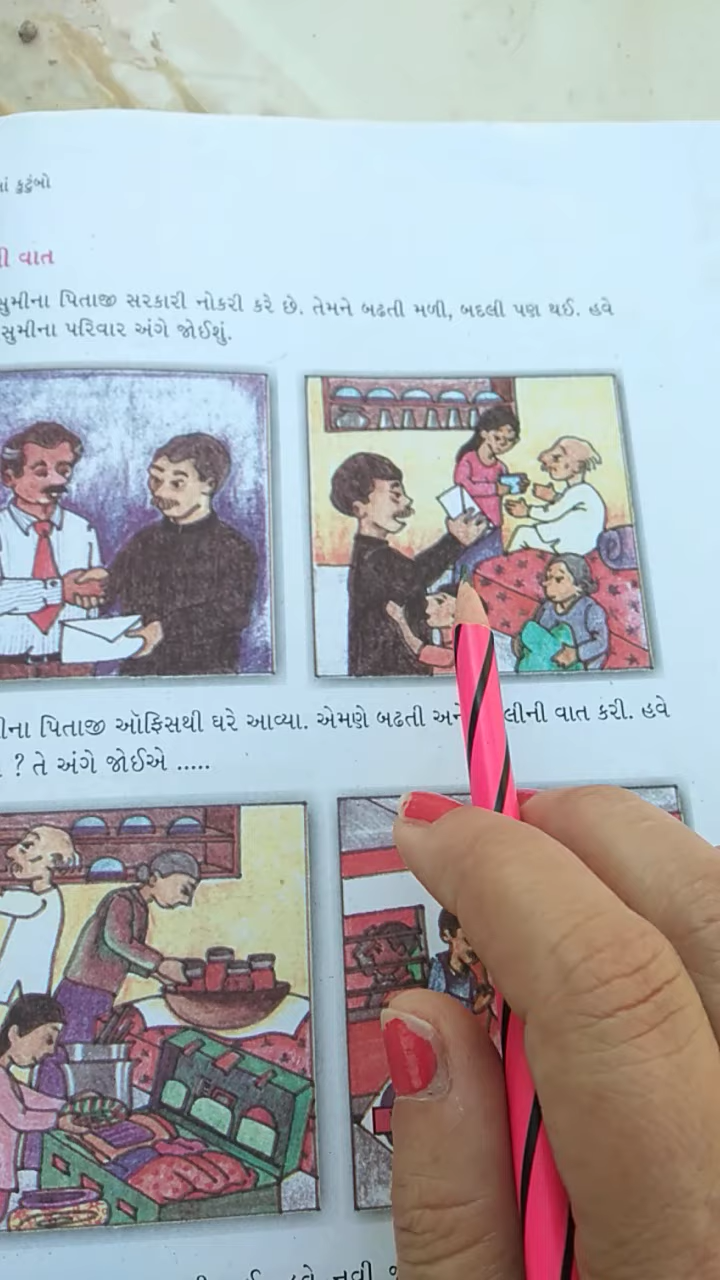 કુટુંબો
વાત
સુમીના પિતાજી સરકારી નોકરી કરે છે. તેમને બઢતી મળી, બદલી પણ થઈ. હવે
સુમીના પરિવાર અંગે જોઈશું.
પિતાજી ઑફિસથી ઘરે આવ્યા. એમણે બઢતી વાત કરી. હવે
? તે અંગે જોઈએ .....